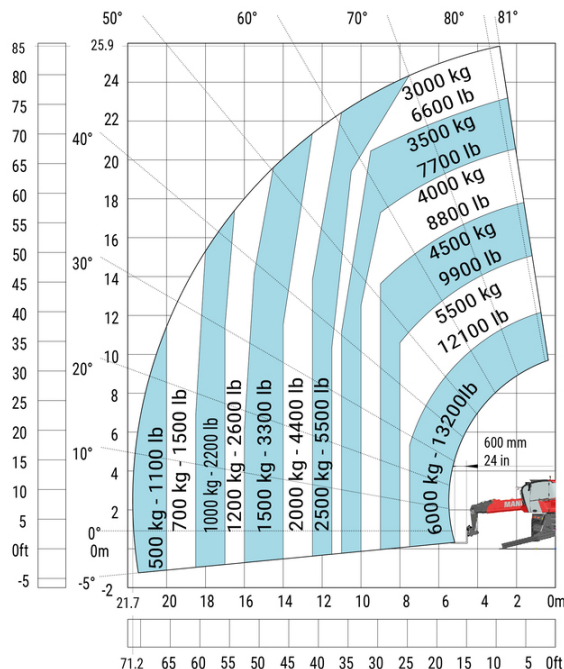 50° 60° 70° 80° 81°
85 25.9
80 24
75
70 22
65 20
60 18
55 16
50
45 14
40 12
35
30 10
25 8
20 6
15 4
10
5 2
0ft 0m
-5 -2
40°
30°
20°
10°
0°
-5°
3000 kg
6600 lb
3500 kg
7700 lb
4000 kg
8800 lb
4500 kg
9900 lb
5500 kg
12100 lb
6000 kg - 13200lb
500 kg - 1100 lb
700 kg - 1500 lb
1000 kg - 2200 lb
1200 kg - 2600 lb
1500 kg - 3300 lb
2000 kg - 4400 lb
2500 kg - 5500 lb
600 mm
24 in
21.7 20 18 16 14 12 10 8 6 4 2 0m
71.2 65 60 55 50 45 40 35 30 25 20 15 10 5 0ft